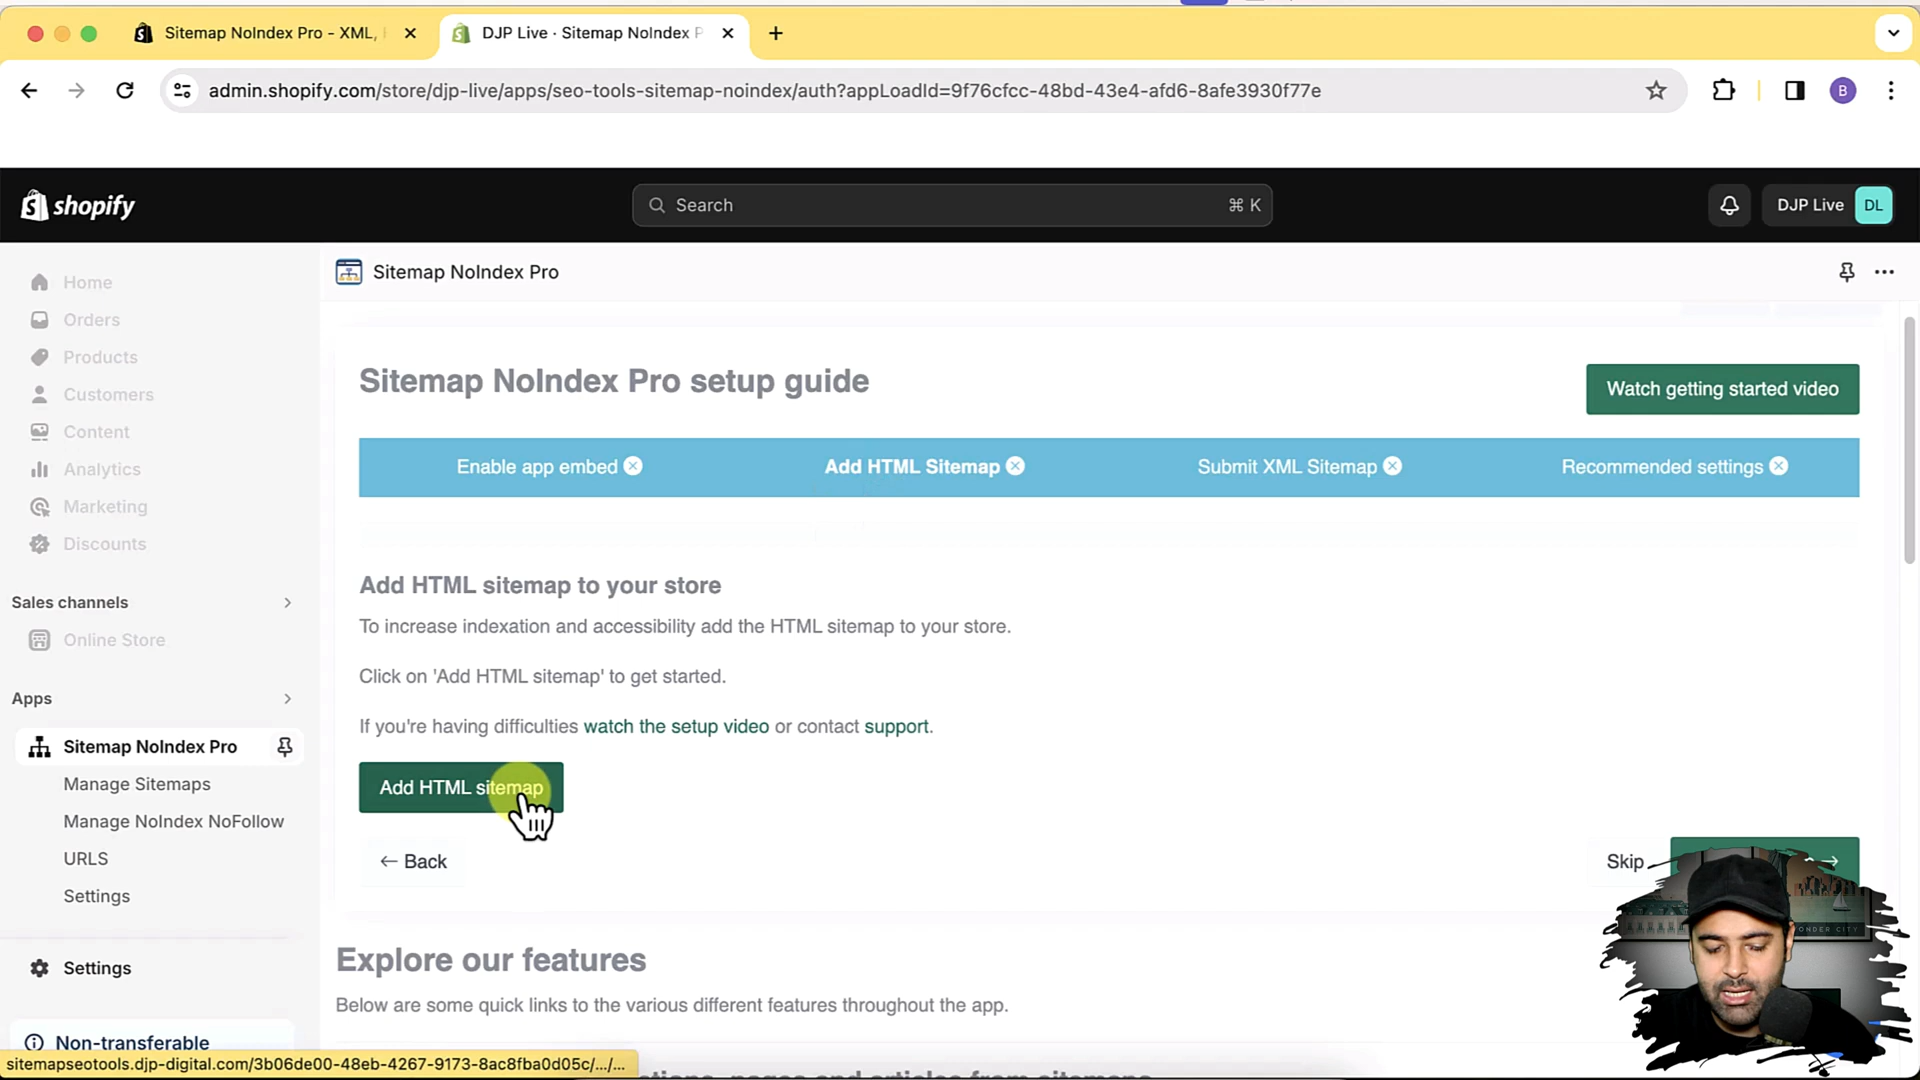 Sitemap NoIndex Pro - XML,
DJP Live · Sitemap NoIndex P
admin.shopify.com/store/djp-live/apps/seo-tools-sitemap-noindex/auth?appLoadId=9f76cfcc-48bd-43e4-afd6-8afe3930f77e
B
shopify
Search
⌘ K
DJP Live
DL
Home
Orders
Products
Customers
Content
Analytics
Marketing
Discounts
Sales channels
Online Store
Apps
Sitemap NoIndex Pro
Manage Sitemaps
Manage NoIndex NoFollow
URLS
Settings
Settings
Non-transferable
Sitemap NoIndex Pro
Sitemap NoIndex Pro setup guide
Watch getting started video
Enable app embed
Add HTML Sitemap
Submit XML Sitemap
Recommended settings
Add HTML sitemap to your store
To increase indexation and accessibility add the HTML sitemap to your store.
Click on 'Add HTML sitemap' to get started.
If you're having difficulties watch the setup video or contact support.
Add HTML sitemap
← Back
Skip
Explore our features
Below are some quick links to the various different features throughout the app.
pages and articles from sitemaps
sitemapseotools.djp-digital.com/3b06de00-48eb-4267-9173-8ac8fba0d05c/.../...